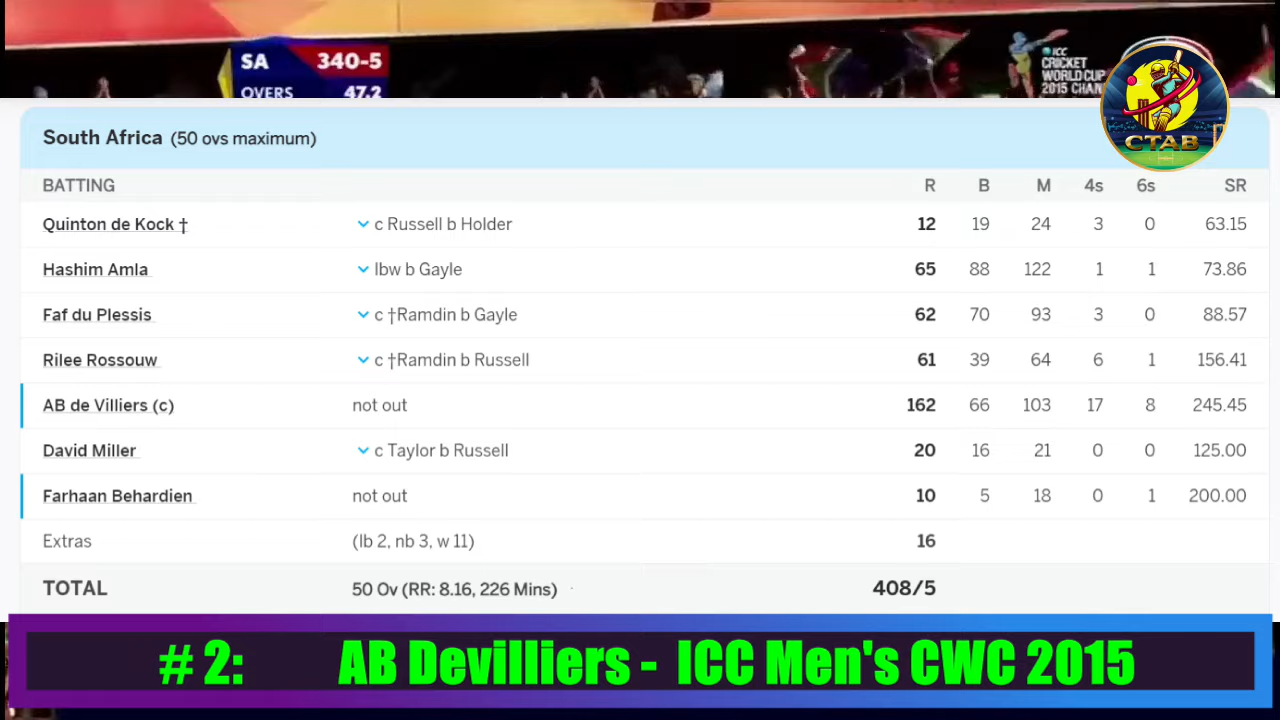 SA 340-5
OVERS 47.2
ICC
CRICKET
WORLD CUP
2015 CHAN
CTAB
South Africa (50 ovs maximum)
BATTING R B M 4s 6s SR
Quinton de Kock † c Russell b Holder 12 19 24 3 0 63.15
Hashim Amla lbw b Gayle 65 88 122 1 1 73.86
Faf du Plessis c †Ramdin b Gayle 62 70 93 3 0 88.57
Rilee Rossouw c †Ramdin b Russell 61 39 64 6 1 156.41
AB de Villiers (c) not out 162 66 103 17 8 245.45
David Miller c Taylor b Russell 20 16 21 0 0 125.00
Farhaan Behardien not out 10 5 18 0 1 200.00
Extras (lb 2, nb 3, w 11) 16
TOTAL 50 Ov (RR: 8.16, 226 Mins) 408/5
# 2: AB Devilliers - ICC Men's CWC 2015